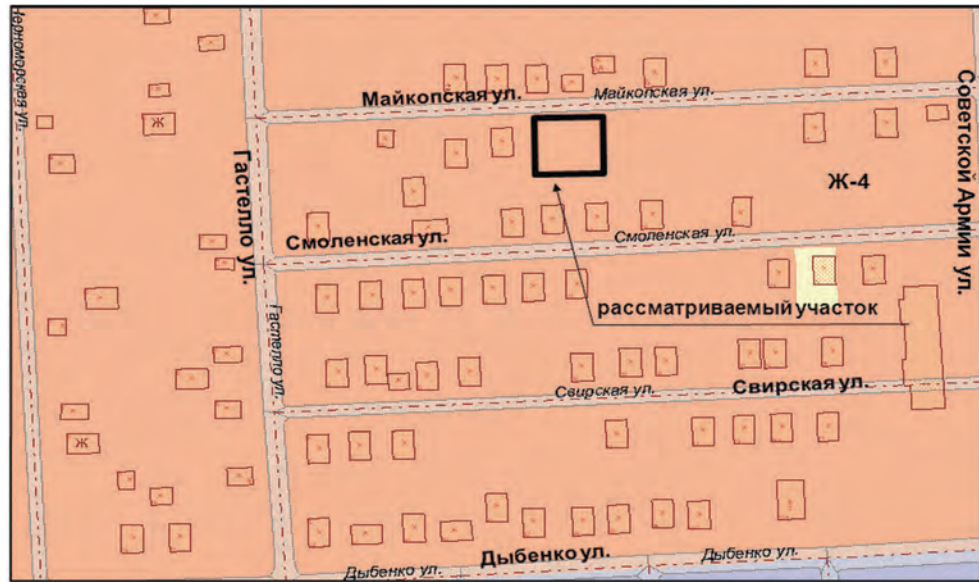 Черноморская ул.
Майкопская ул.
Майкопская ул.
Советской Армии ул.
Ж
Гастелло ул.
Ж-4
Смоленская ул.
Смоленская ул.
рассматриваемый участок
Гастелло ул.
Свирская ул.
Свирская ул.
Ж
Дыбенко ул.
Дыбенко ул.
Дыбенко ул.